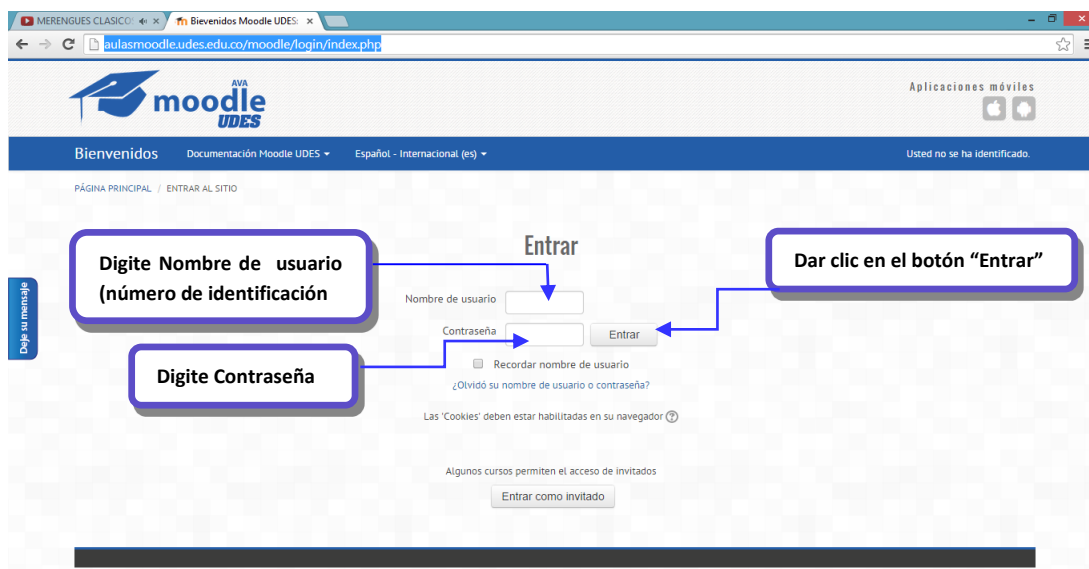 MERENGUES CLASICO
Bievenidos Moodle UDES:
aulasmoodle.udes.edu.co/moodle/login/index.php
AVA
moodle
UDES
Aplicaciones móviles
Bienvenidos
Documentación Moodle UDES
Español - Internacional (es)
Usted no se ha identificado.
PÁGINA PRINCIPAL / ENTRAR AL SITIO
Entrar
Digite Nombre de usuario
(número de identificación
Dar clic en el botón “Entrar”
Deje su mensaje
Nombre de usuario
Contraseña
Entrar
Digite Contraseña
Recordar nombre de usuario
¿Olvidó su nombre de usuario o contraseña?
Las 'Cookies' deben estar habilitadas en su navegador
Algunos cursos permiten el acceso de invitados
Entrar como invitado